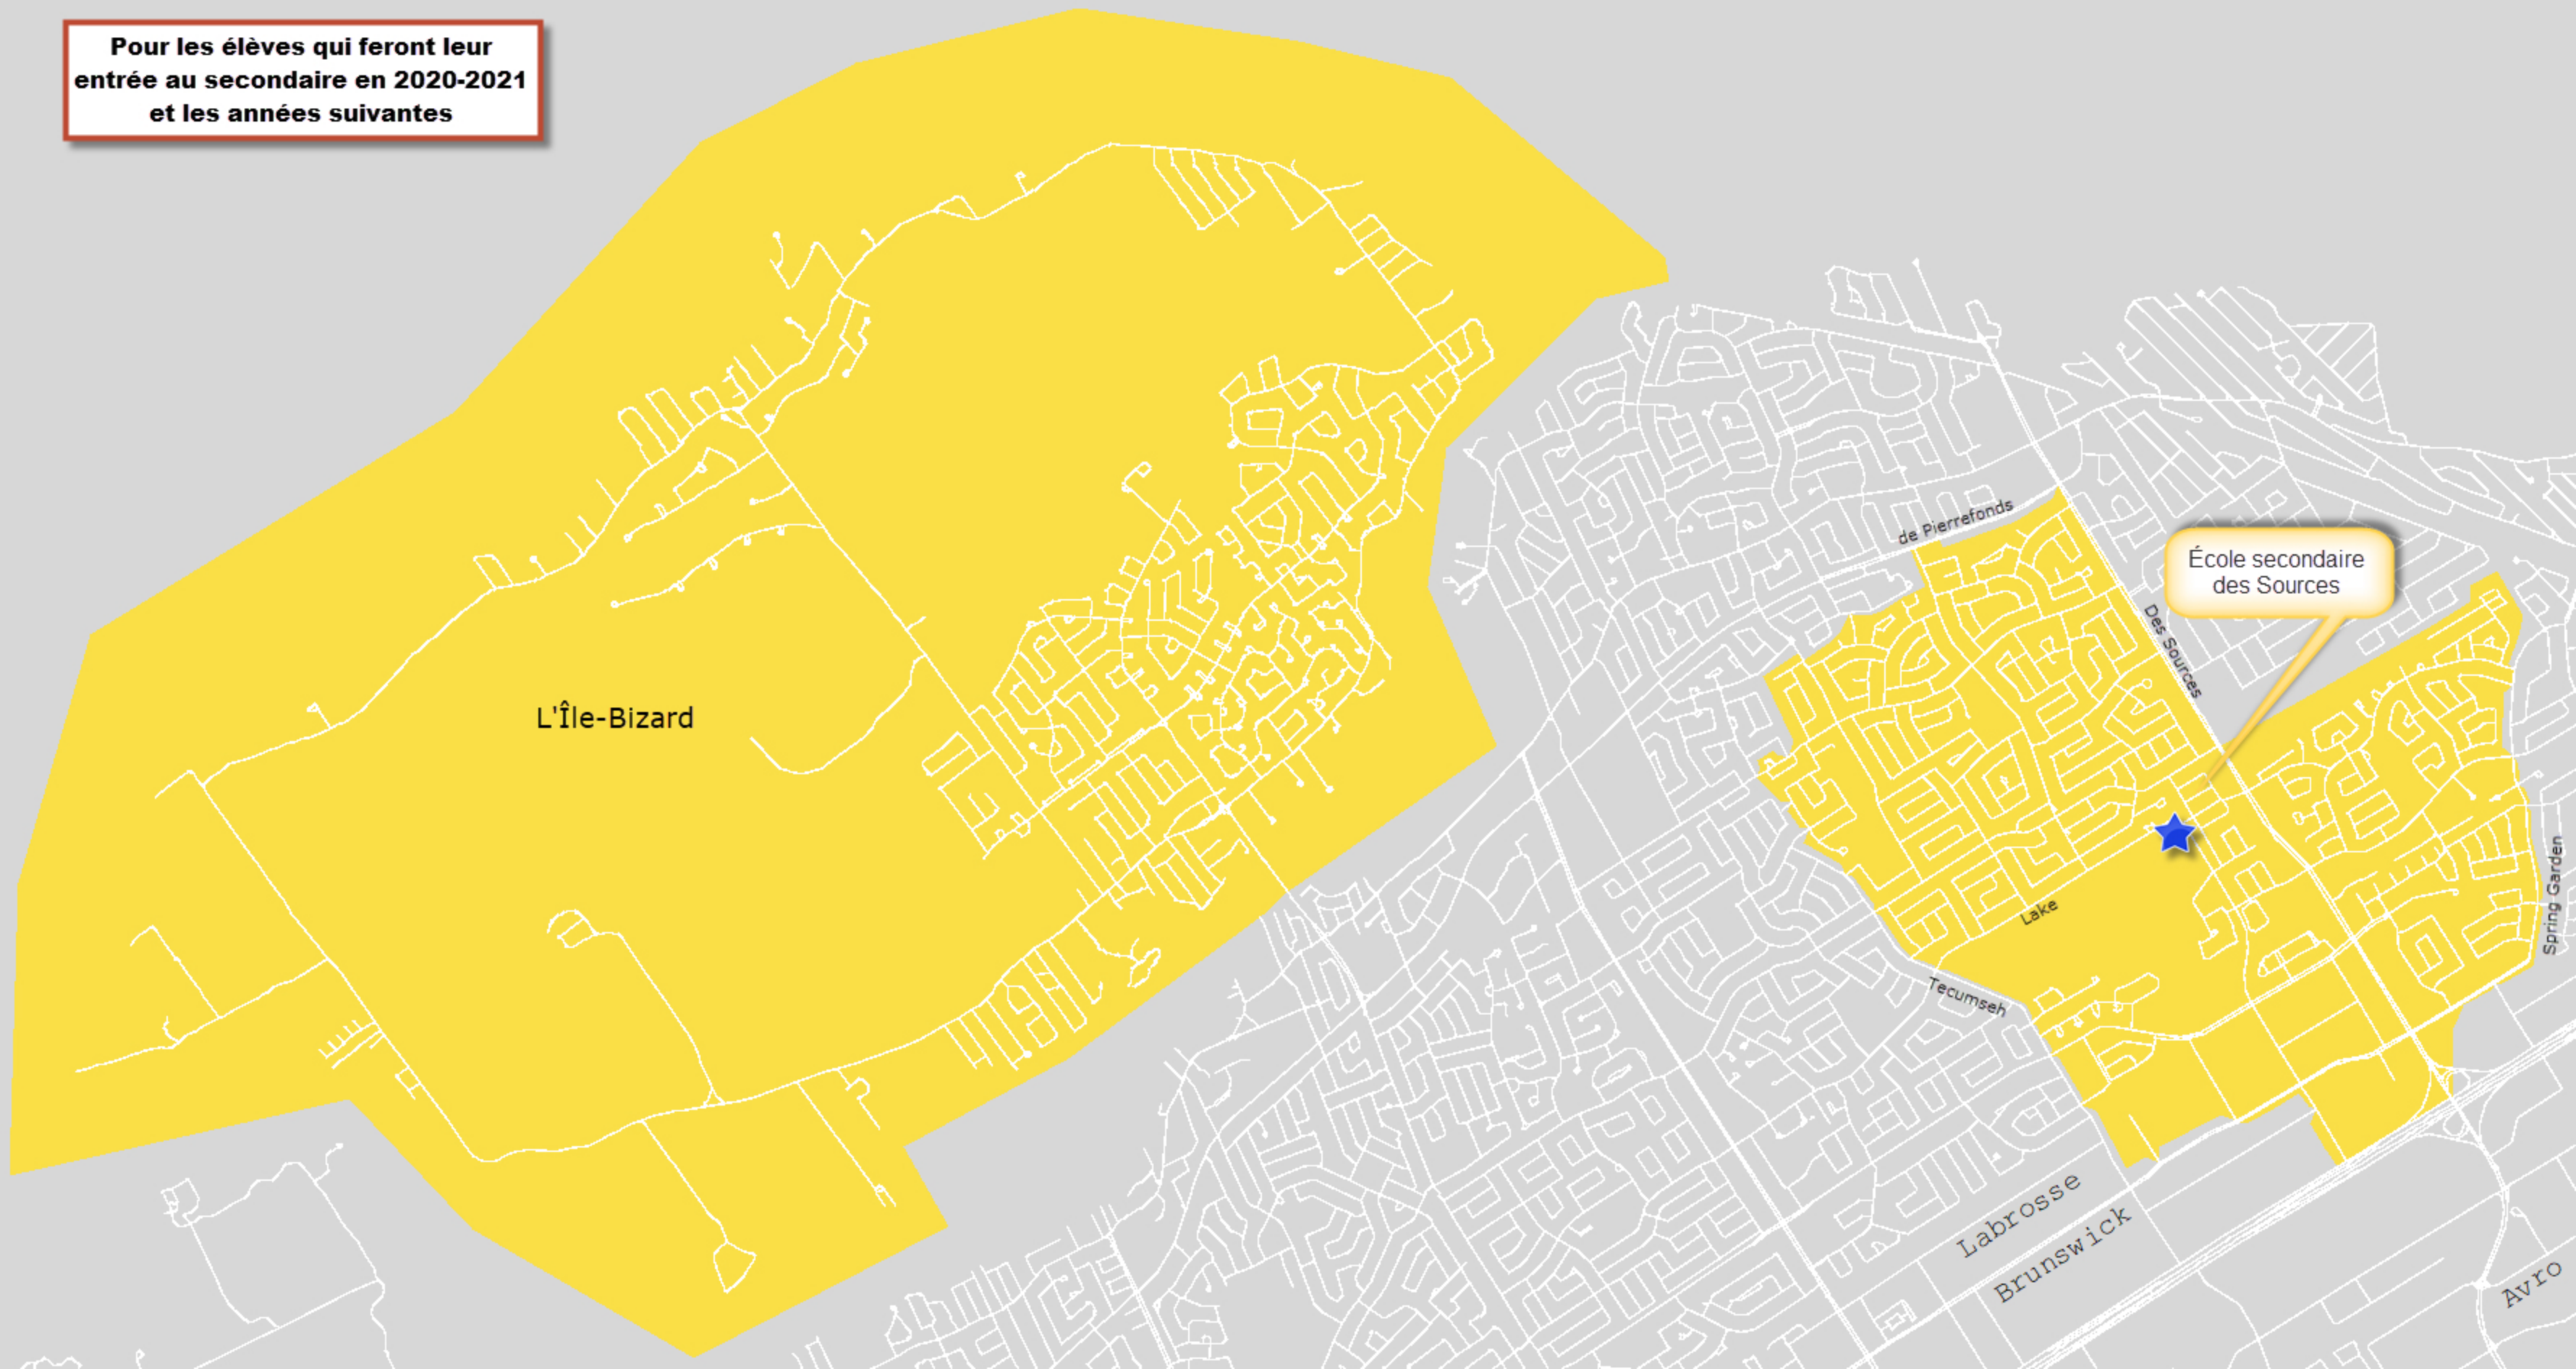 Pour les élèves qui feront leur
entrée au secondaire en 2020-2021
et les années suivantes
de Pierrefonds
École secondaire
des Sources
Des Sources
L'Île-Bizard
Lake
Spring Garden
Tecumseh
Labrosse
Brunswick
Avro